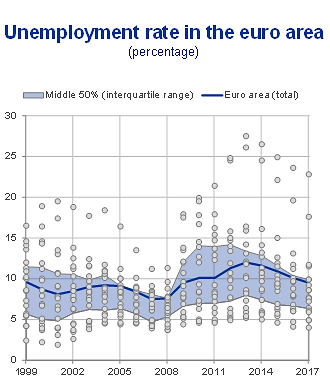 Unemployment rate in the euro area
(percentage)
Middle 50% (interquartile range) Euro area (total)
30
25
20
15
10
5
0
1999 2002 2005 2008 2011 2014 2017